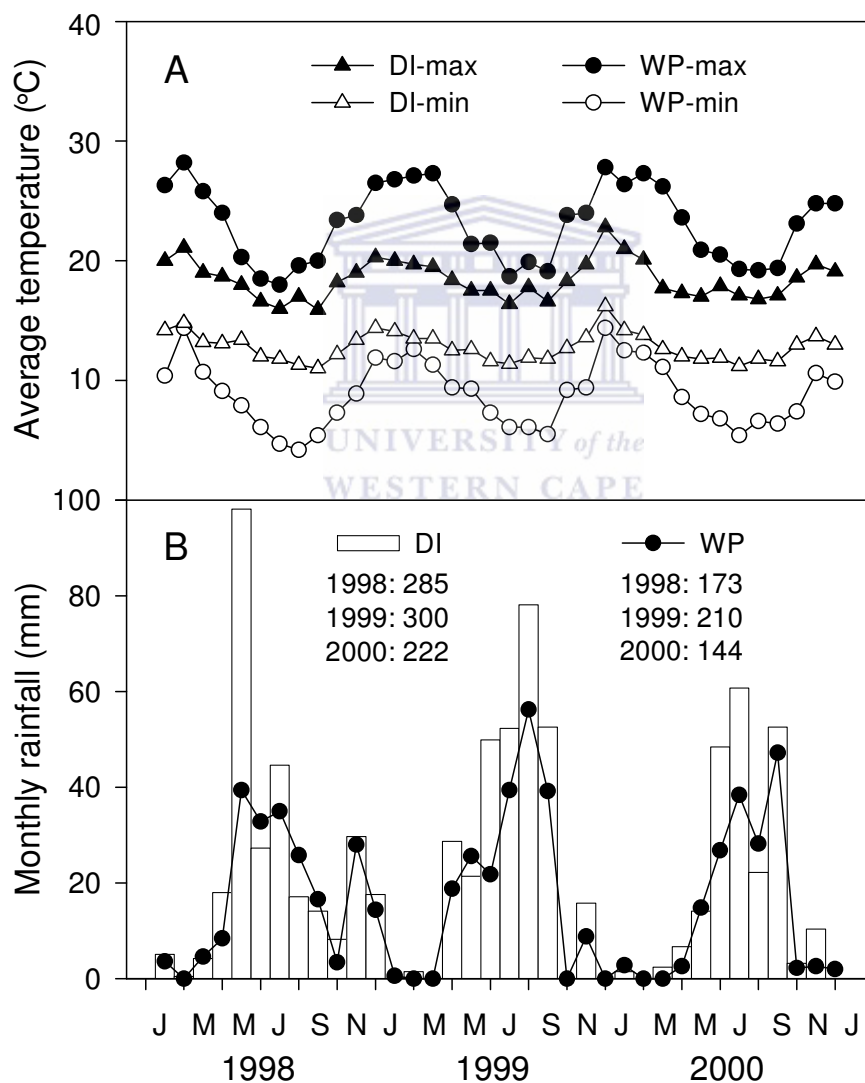 40
A
DI-max
WP-max
DI-min
WP-min
30
20
10
Average temperature (°C)
UNIVERSITY of the
WESTERN CAPE
100
B
DI
WP
1998: 285
1998: 173
1999: 300
1999: 210
2000: 222
2000: 144
80
60
40
20
0
Monthly rainfall (mm)
J M M J S N J M M J S N J M M J S N J
1998 1999 2000